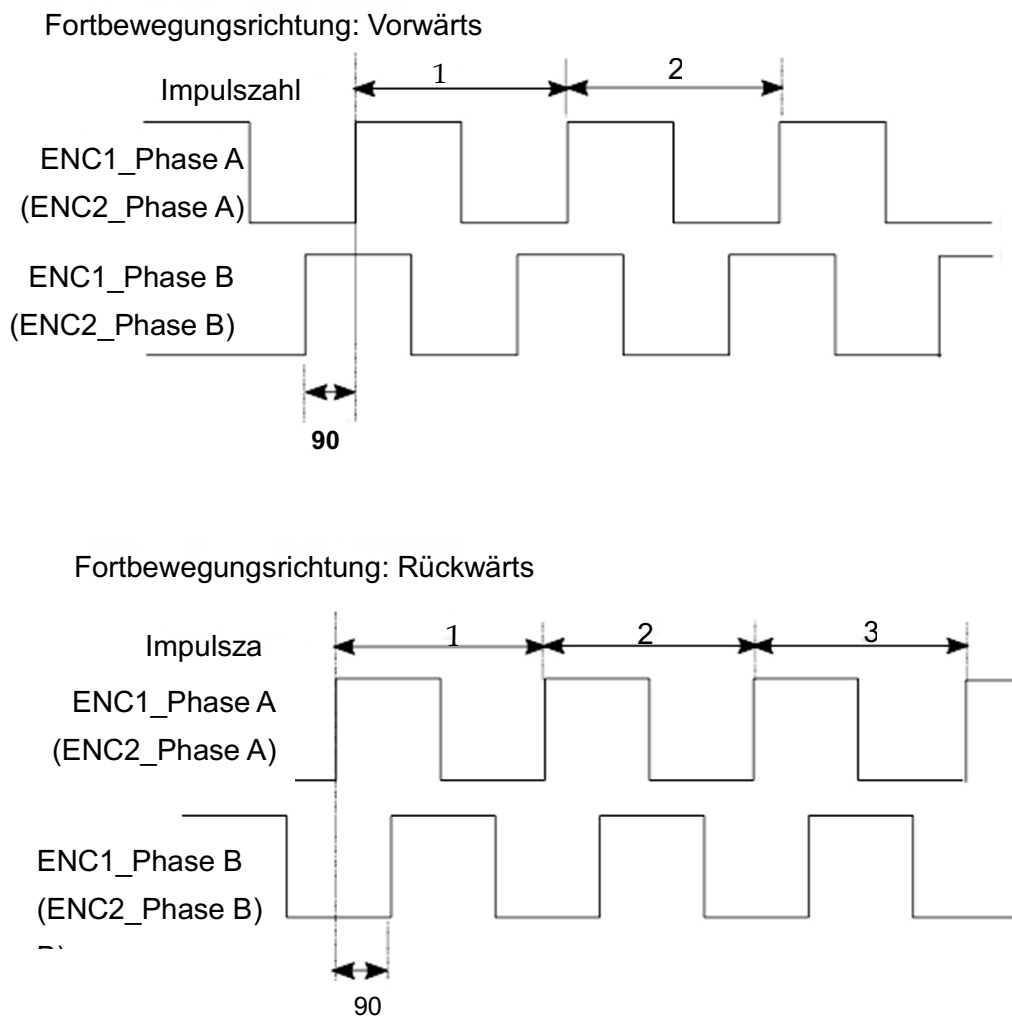 Fortbewegungsrichtung: Vorwärts
Impulszahl
1
2
ENC1_Phase A
(ENC2_Phase A)
ENC1_Phase B
(ENC2_Phase B)
90
Fortbewegungsrichtung: Rückwärts
Impulsza
1
2
3
ENC1_Phase A
(ENC2_Phase A)
ENC1_Phase B
(ENC2_Phase B)
90